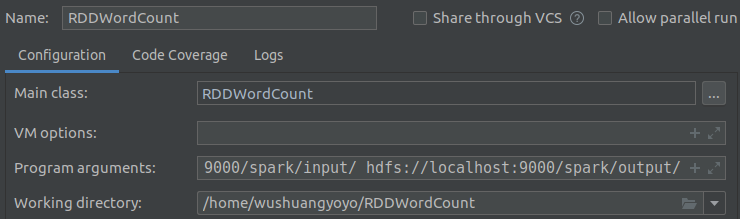 Name: RDDWordCount Share through VCS ? Allow parallel run
Configuration Code Coverage Logs
Main class: RDDWordCount ...
VM options:
Program arguments: 9000/spark/input/ hdfs://localhost:9000/spark/output/
Working directory: /home/wushuangyoyo/RDDWordCount